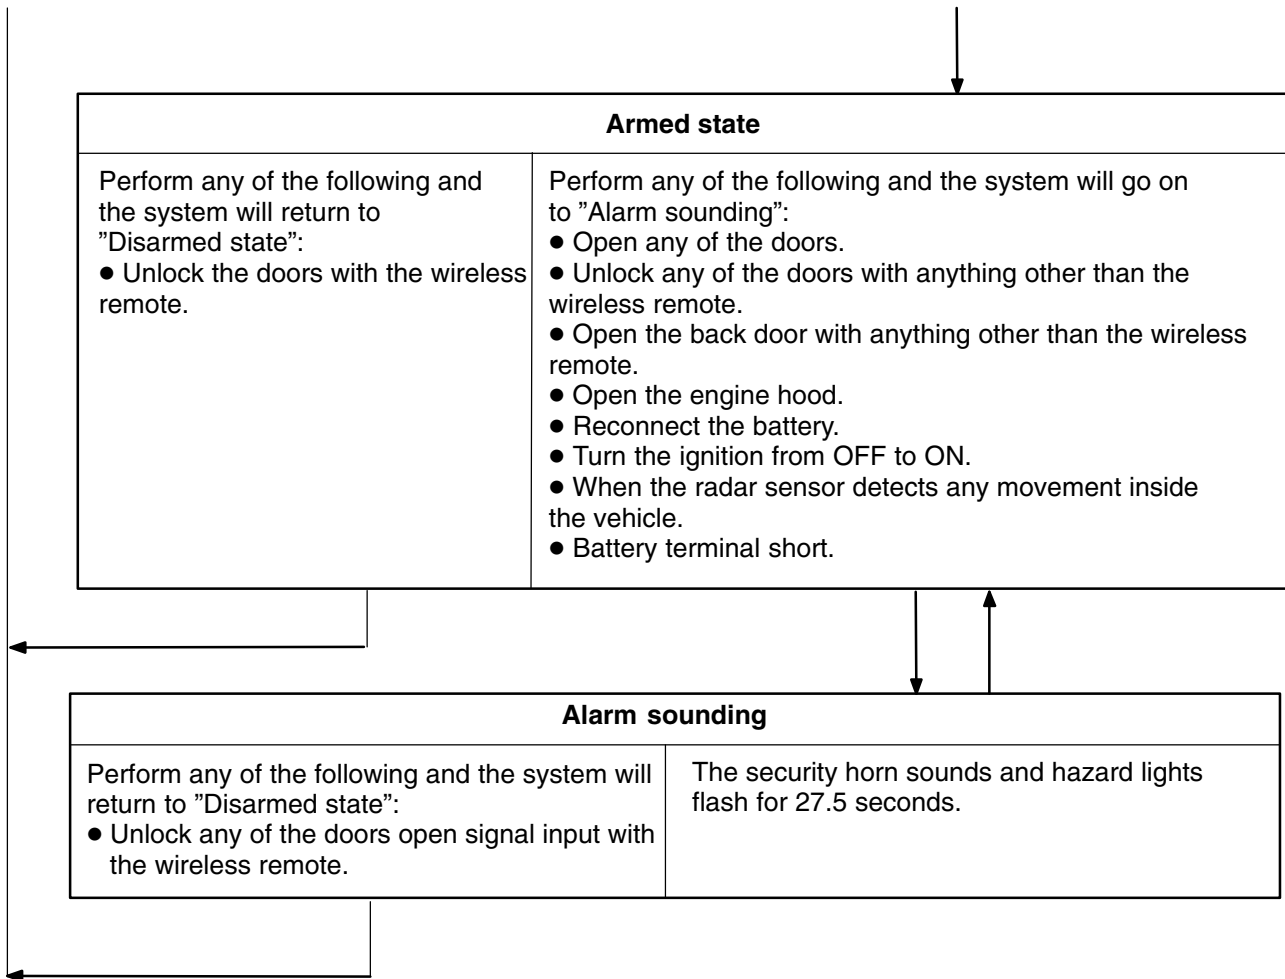 Armed state
Perform any of the following and
the system will return to
”Disarmed state”:
● Unlock the doors with the wireless
remote.
Perform any of the following and the system will go on
to ”Alarm sounding”:
● Open any of the doors.
● Unlock any of the doors with anything other than the
wireless remote.
● Open the back door with anything other than the wireless
remote.
● Open the engine hood.
● Reconnect the battery.
● Turn the ignition from OFF to ON.
● When the radar sensor detects any movement inside
the vehicle.
● Battery terminal short.
Alarm sounding
Perform any of the following and the system will
return to ”Disarmed state”:
● Unlock any of the doors open signal input with
the wireless remote.
The security horn sounds and hazard lights
flash for 27.5 seconds.